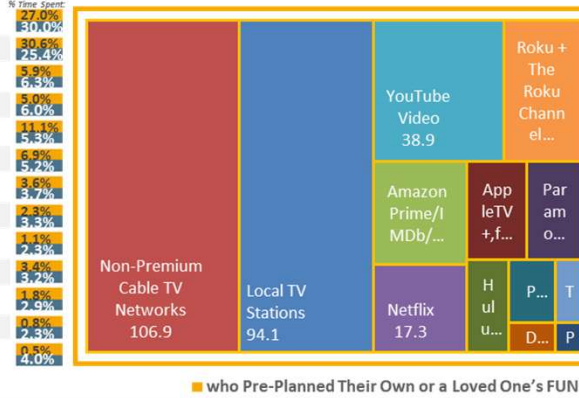 % Time Spent:
27.0%
30.0%
30.6%
25.4%
5.9%
6.3%
5.0%
6.0%
11.1%
5.3%
6.9%
5.2%
3.6%
3.7%
2.3%
3.3%
1.1%
2.3%
3.4%
3.2%
1.8%
2.9%
0.8%
2.3%
0.5%
4.0%
Non-Premium
Cable TV
Networks
106.9
Local TV
Stations
94.1
YouTube
Video
38.9
Roku +
The
Roku
Chann
el...
Amazon
Prime/I
MDb/...
App
leTV
+,f...
Par
am
o...
Netflix
17.3
H
ul
u...
P...
T
D...
P
who Pre-Planned Their Own or a Loved One's FUN